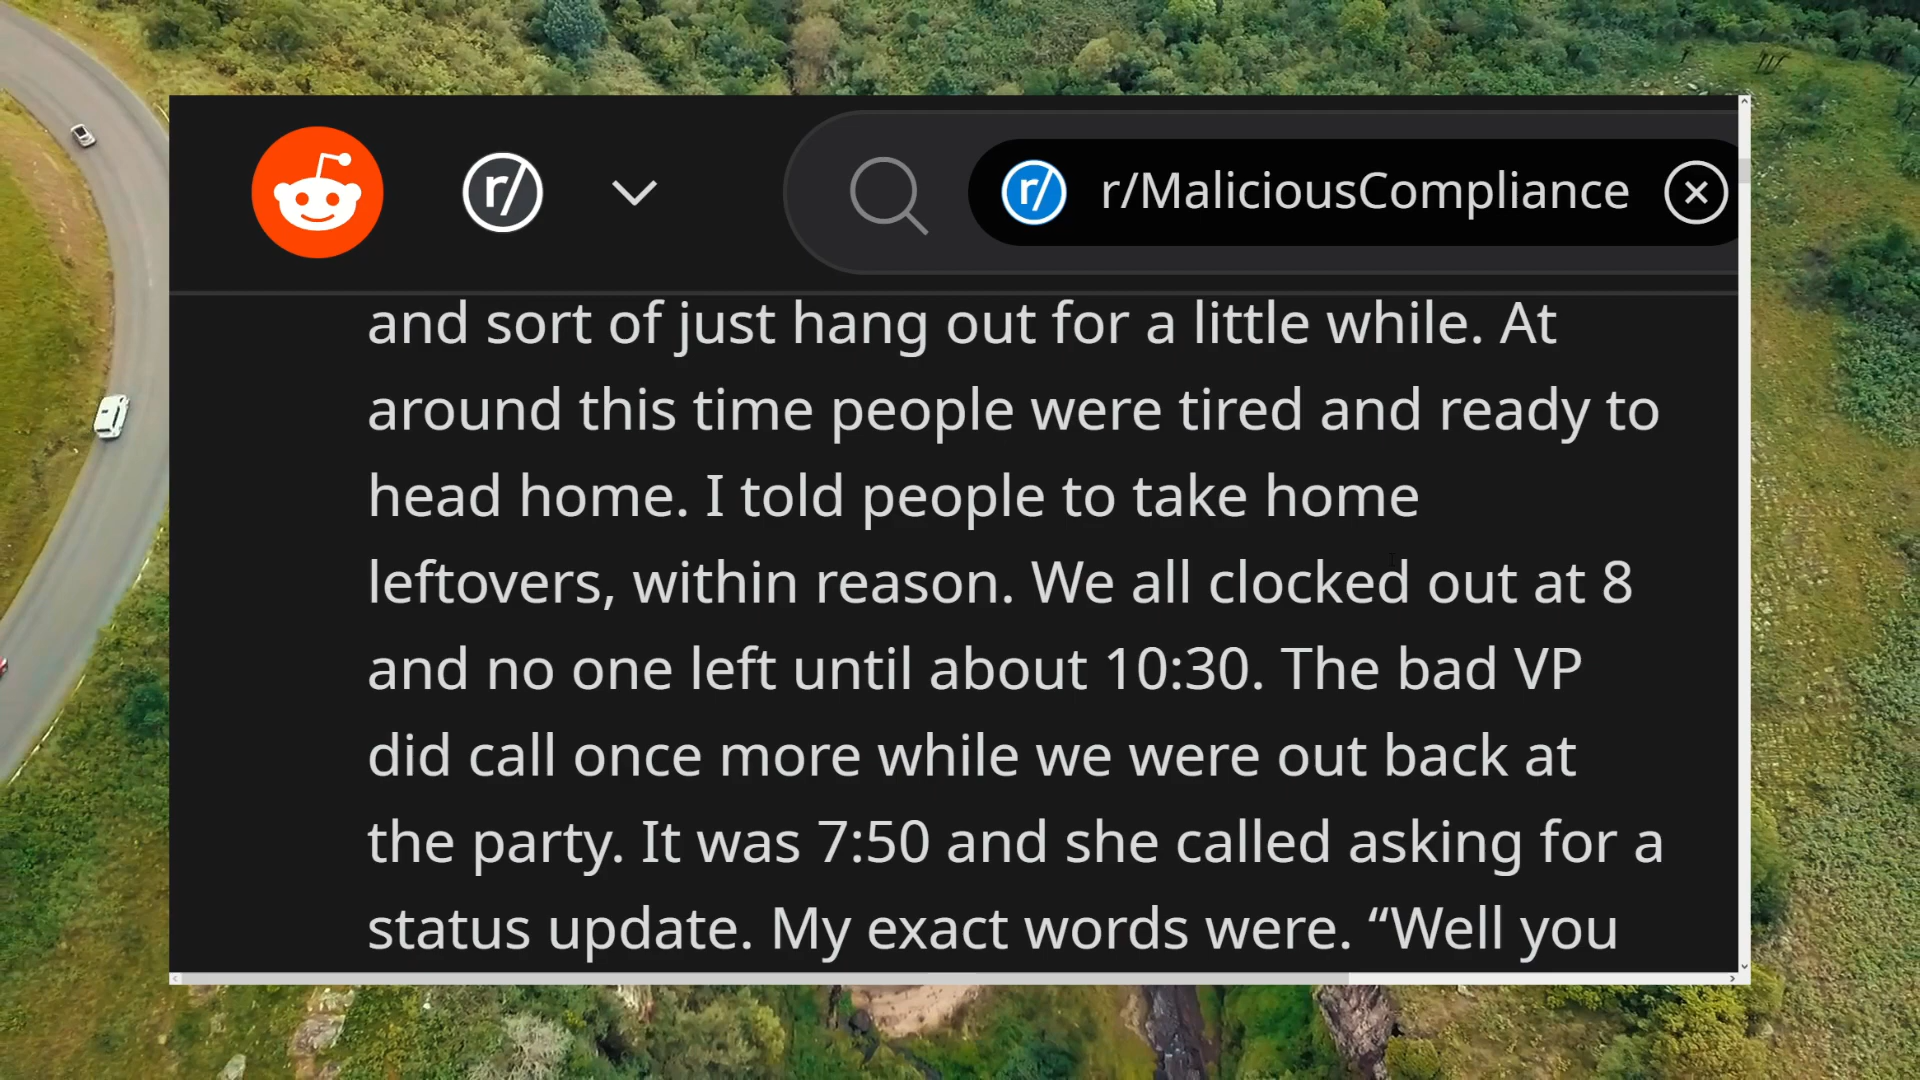 r/
r/ r/MaliciousCompliance
and sort of just hang out for a little while. At
around this time people were tired and ready to
head home. I told people to take home
leftovers, within reason. We all clocked out at 8
and no one left until about 10:30. The bad VP
did call once more while we were out back at
the party. It was 7:50 and she called asking for a
status update. My exact words were. “Well you